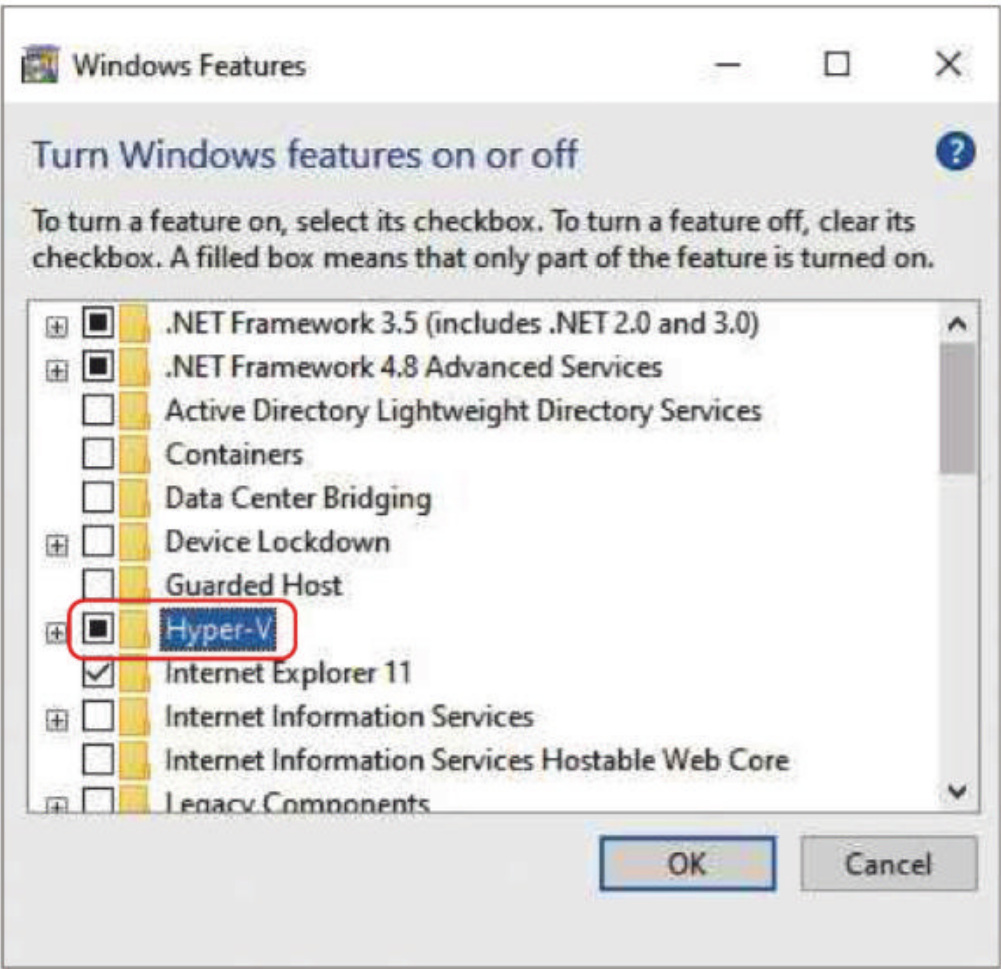 Windows Features
Turn Windows features on or off
?
To turn a feature on, select its checkbox. To turn a feature off, clear its
checkbox. A filled box means that only part of the feature is turned on.
.NET Framework 3.5 (includes .NET 2.0 and 3.0)
.NET Framework 4.8 Advanced Services
Active Directory Lightweight Directory Services
Containers
Data Center Bridging
Device Lockdown
Guarded Host
Hyper-V
Internet Explorer 11
Internet Information Services
Internet Information Services Hostable Web Core
Legacy Components
OK
Cancel